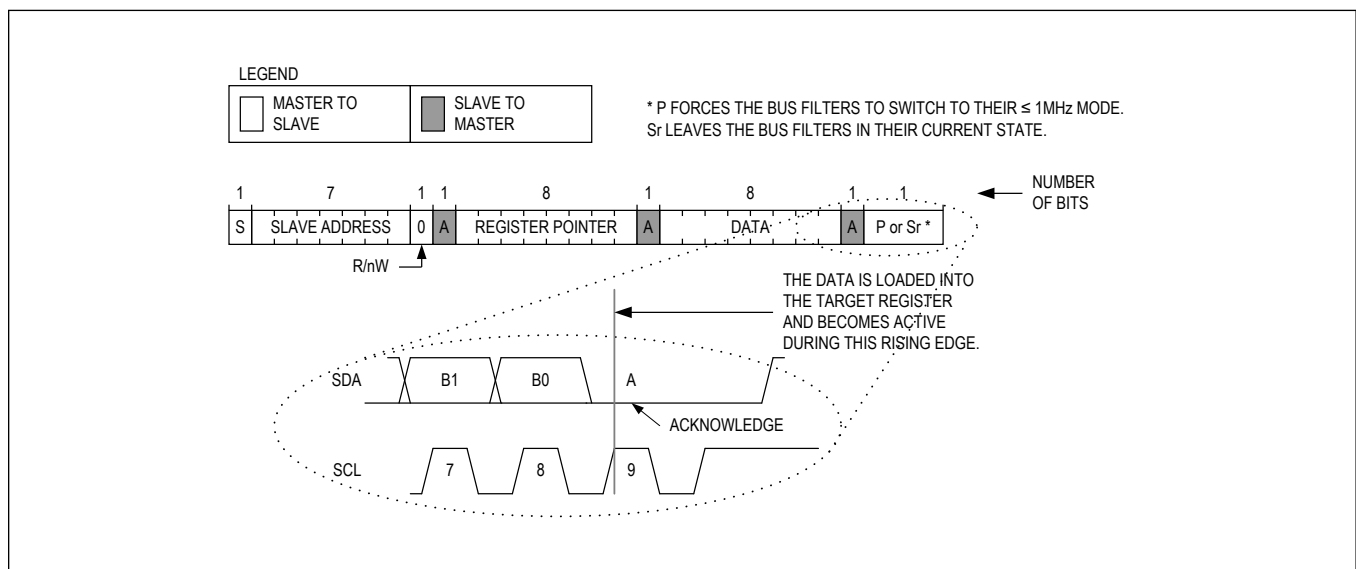 LEGEND
MASTER TO
SLAVE
SLAVE TO
MASTER
* P FORCES THE BUS FILTERS TO SWITCH TO THEIR ≤ 1MHz MODE.
Sr LEAVES THE BUS FILTERS IN THEIR CURRENT STATE.
1 7 1 1 8 1 8 1 1
NUMBER
OF BITS
S SLAVE ADDRESS 0 A REGISTER POINTER A DATA A P or Sr *
R/nW
THE DATA IS LOADED INTO
THE TARGET REGISTER
AND BECOMES ACTIVE
DURING THIS RISING EDGE.
SDA B1 B0 A
ACKNOWLEDGE
SCL 7 8 9